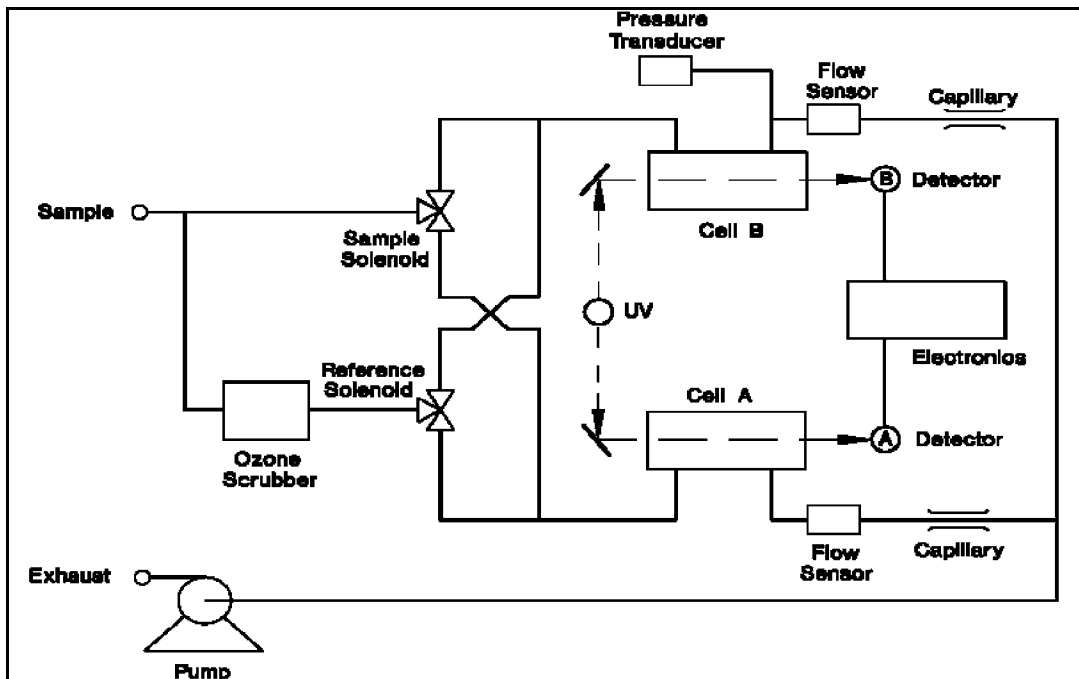 Pressure
Transducer
Flow
Sensor
Capillary
Sample
Sample
Solenoid
B
Detector
Cell B
UV
Electronics
Reference
Solenoid
Cell A
A
Detector
Ozone
Scrubber
Flow
Sensor
Capillary
Exhaust
Pump